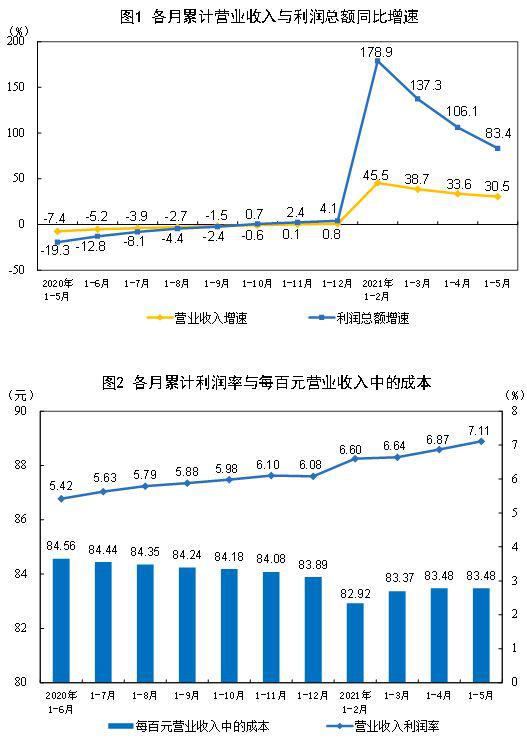 图1 各月累计营业收入与利润总额同比增速
(%)
200
150
100
50
0
-50
178.9
137.3
106.1
83.4
45.5
38.7
33.6
30.5
-7.4
-5.2
-3.9
-2.7
-1.5
0.7
2.4
4.1
-19.3
-12.8
-8.1
-4.4
-2.4
-0.6
0.1
0.8
2020年
1-5月
1-6月
1-7月
1-8月
1-9月
1-10月
1-11月
1-12月
2021年
1-2月
1-3月
1-4月
1-5月
营业收入增速
利润总额增速
图2 各月累计利润率与每百元营业收入中的成本
(元)
(%)
90
88
86
84
82
80
8
7
6
5
4
3
2
1
0
5.42
5.63
5.79
5.88
5.98
6.10
6.08
6.60
6.64
6.87
7.11
84.56
84.44
84.35
84.24
84.18
84.08
83.89
82.92
83.37
83.48
83.48
2020年
1-6月
1-7月
1-8月
1-9月
1-10月
1-11月
1-12月
2021年
1-2月
1-3月
1-4月
1-5月
每百元营业收入中的成本
营业收入利润率